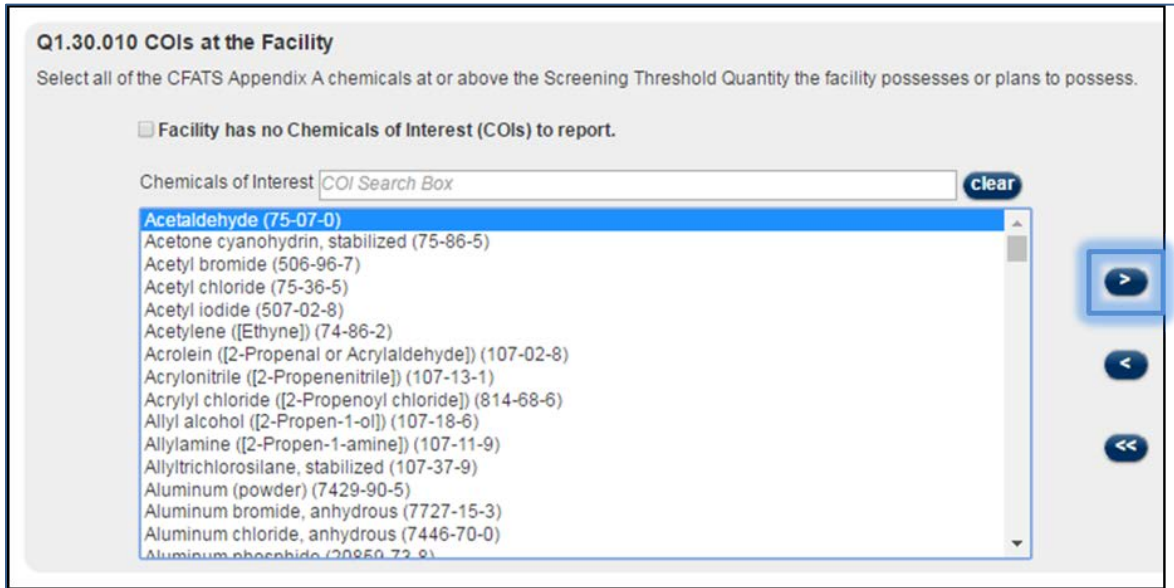 Q1.30.010 COIs at the Facility
Select all of the CFATS Appendix A chemicals at or above the Screening Threshold Quantity the facility possesses or plans to possess.
Facility has no Chemicals of Interest (COIs) to report.
Chemicals of Interest COI Search Box clear
Acetaldehyde (75-07-0)
Acetone cyanohydrin, stabilized (75-86-5)
Acetyl bromide (506-96-7)
Acetyl chloride (75-36-5)
Acetyl iodide (507-02-8)
Acetylene ([Ethyne]) (74-86-2)
>
Acrolein ([2-Propenal or Acrylaldehyde]) (107-02-8)
Acrylonitrile ([2-Propenenitrile]) (107-13-1)
<
Acrylyl chloride ([2-Propenoyl chloride]) (814-68-6)
Allyl alcohol ([2-Propen-1-ol]) (107-18-6)
Allylamine ([2-Propen-1-amine]) (107-11-9)
<<
Allyltrichlorosilane, stabilized (107-37-9)
Aluminum (powder) (7429-90-5)
Aluminum bromide, anhydrous (7727-15-3)
Aluminum chloride, anhydrous (7446-70-0)
Aluminum phosphide (20859-73-8)